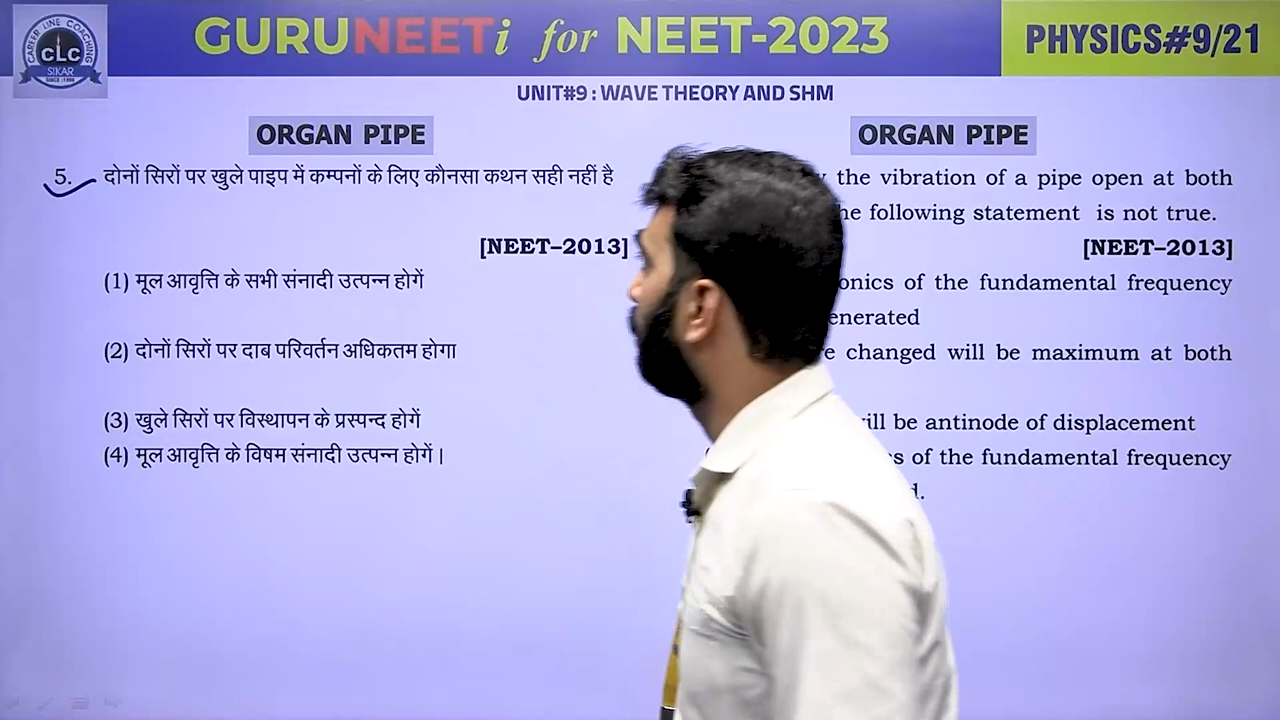 GURUNEETi for NEET-2023
PHYSICS#9/21
CAREER LINE COACHING
CLC
SIKAR
SINCE : 1996
UNIT#9 : WAVE THEORY AND SHM
ORGAN PIPE
5. दोनों सिरों पर खुले पाइप में कम्पनों के लिए कौनसा कथन सही नहीं है
[NEET–2013]
(1) मूल आवृत्ति के सभी संनादी उत्पन्न होगें
(2) दोनों सिरों पर दाब परिवर्तन अधिकतम होगा
(3) खुले सिरों पर विस्थापन के प्रस्पन्द होगें
(4) मूल आवृत्ति के विषम संनादी उत्पन्न होगें।
ORGAN PIPE
the vibration of a pipe open at both
following statement is not true.
[NEET–2013]
of the fundamental frequency
changed will be maximum at both
will be antinode of displacement
of the fundamental frequency